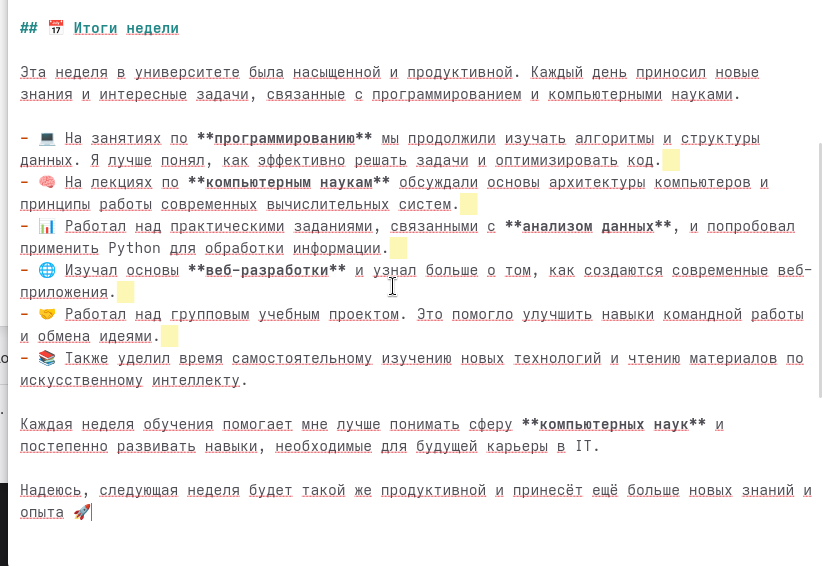 ## 📅 Итоги недели
Эта неделя в университете была насыщенной и продуктивной. Каждый день приносил новые
знания и интересные задачи, связанные с программированием и компьютерными науками.
- 💻 На занятиях по **программированию** мы продолжили изучать алгоритмы и структуры
данных. Я лучше понял, как эффективно решать задачи и оптимизировать код.
- 🧠 На лекциях по **компьютерным наукам** обсуждали основы архитектуры компьютеров и
принципы работы современных вычислительных систем.
- 📊 Работал над практическими заданиями, связанными с **анализом данных**, и попробовал
применить Python для обработки информации.
- 🌐 Изучал основы **веб-разработки** и узнал больше о том, как создаются современные веб-
приложения.
- 🤝 Работал над групповым учебным проектом. Это помогло улучшить навыки командной работы
и обмена идеями.
- 📚 Также уделил время самостоятельному изучению новых технологий и чтению материалов по
искусственному интеллекту.
Каждая неделя обучения помогает мне лучше понимать сферу **компьютерных наук** и
постепенно развивать навыки, необходимые для будущей карьеры в IT.
Надеюсь, следующая неделя будет такой же продуктивной и принесёт ещё больше новых знаний и
опыта 🚀